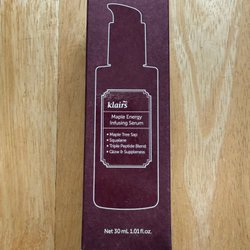 klairs
Maple Energy
Infusing Serum
• Maple Tree Sap
• Squalane
• Triple Peptide Blend
• Glow & Suppleness
Net 30 mL 1.01 fl.oz.